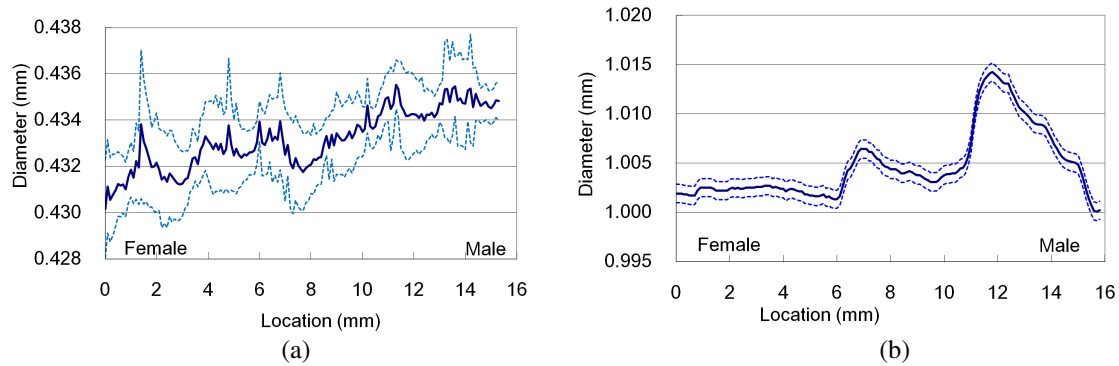 0.438
0.436
0.434
0.432
0.430
0.428
Diameter (mm)
Female
Male
0 2 4 6 8 10 12 14 16
Location (mm)
(a)
1.020
1.015
1.010
1.005
1.000
0.995
Diameter (mm)
Female
Male
0 2 4 6 8 10 12 14 16
Location (mm)
(b)